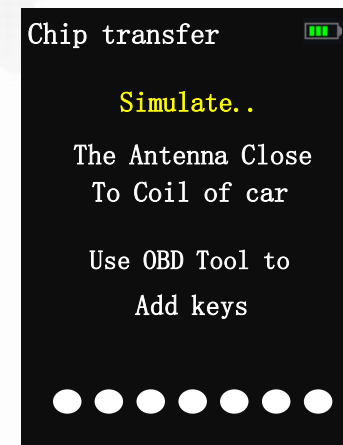 Chip transfer
Simulate..
The Antenna Close
To Coil of car
Use OBD Tool to
Add keys